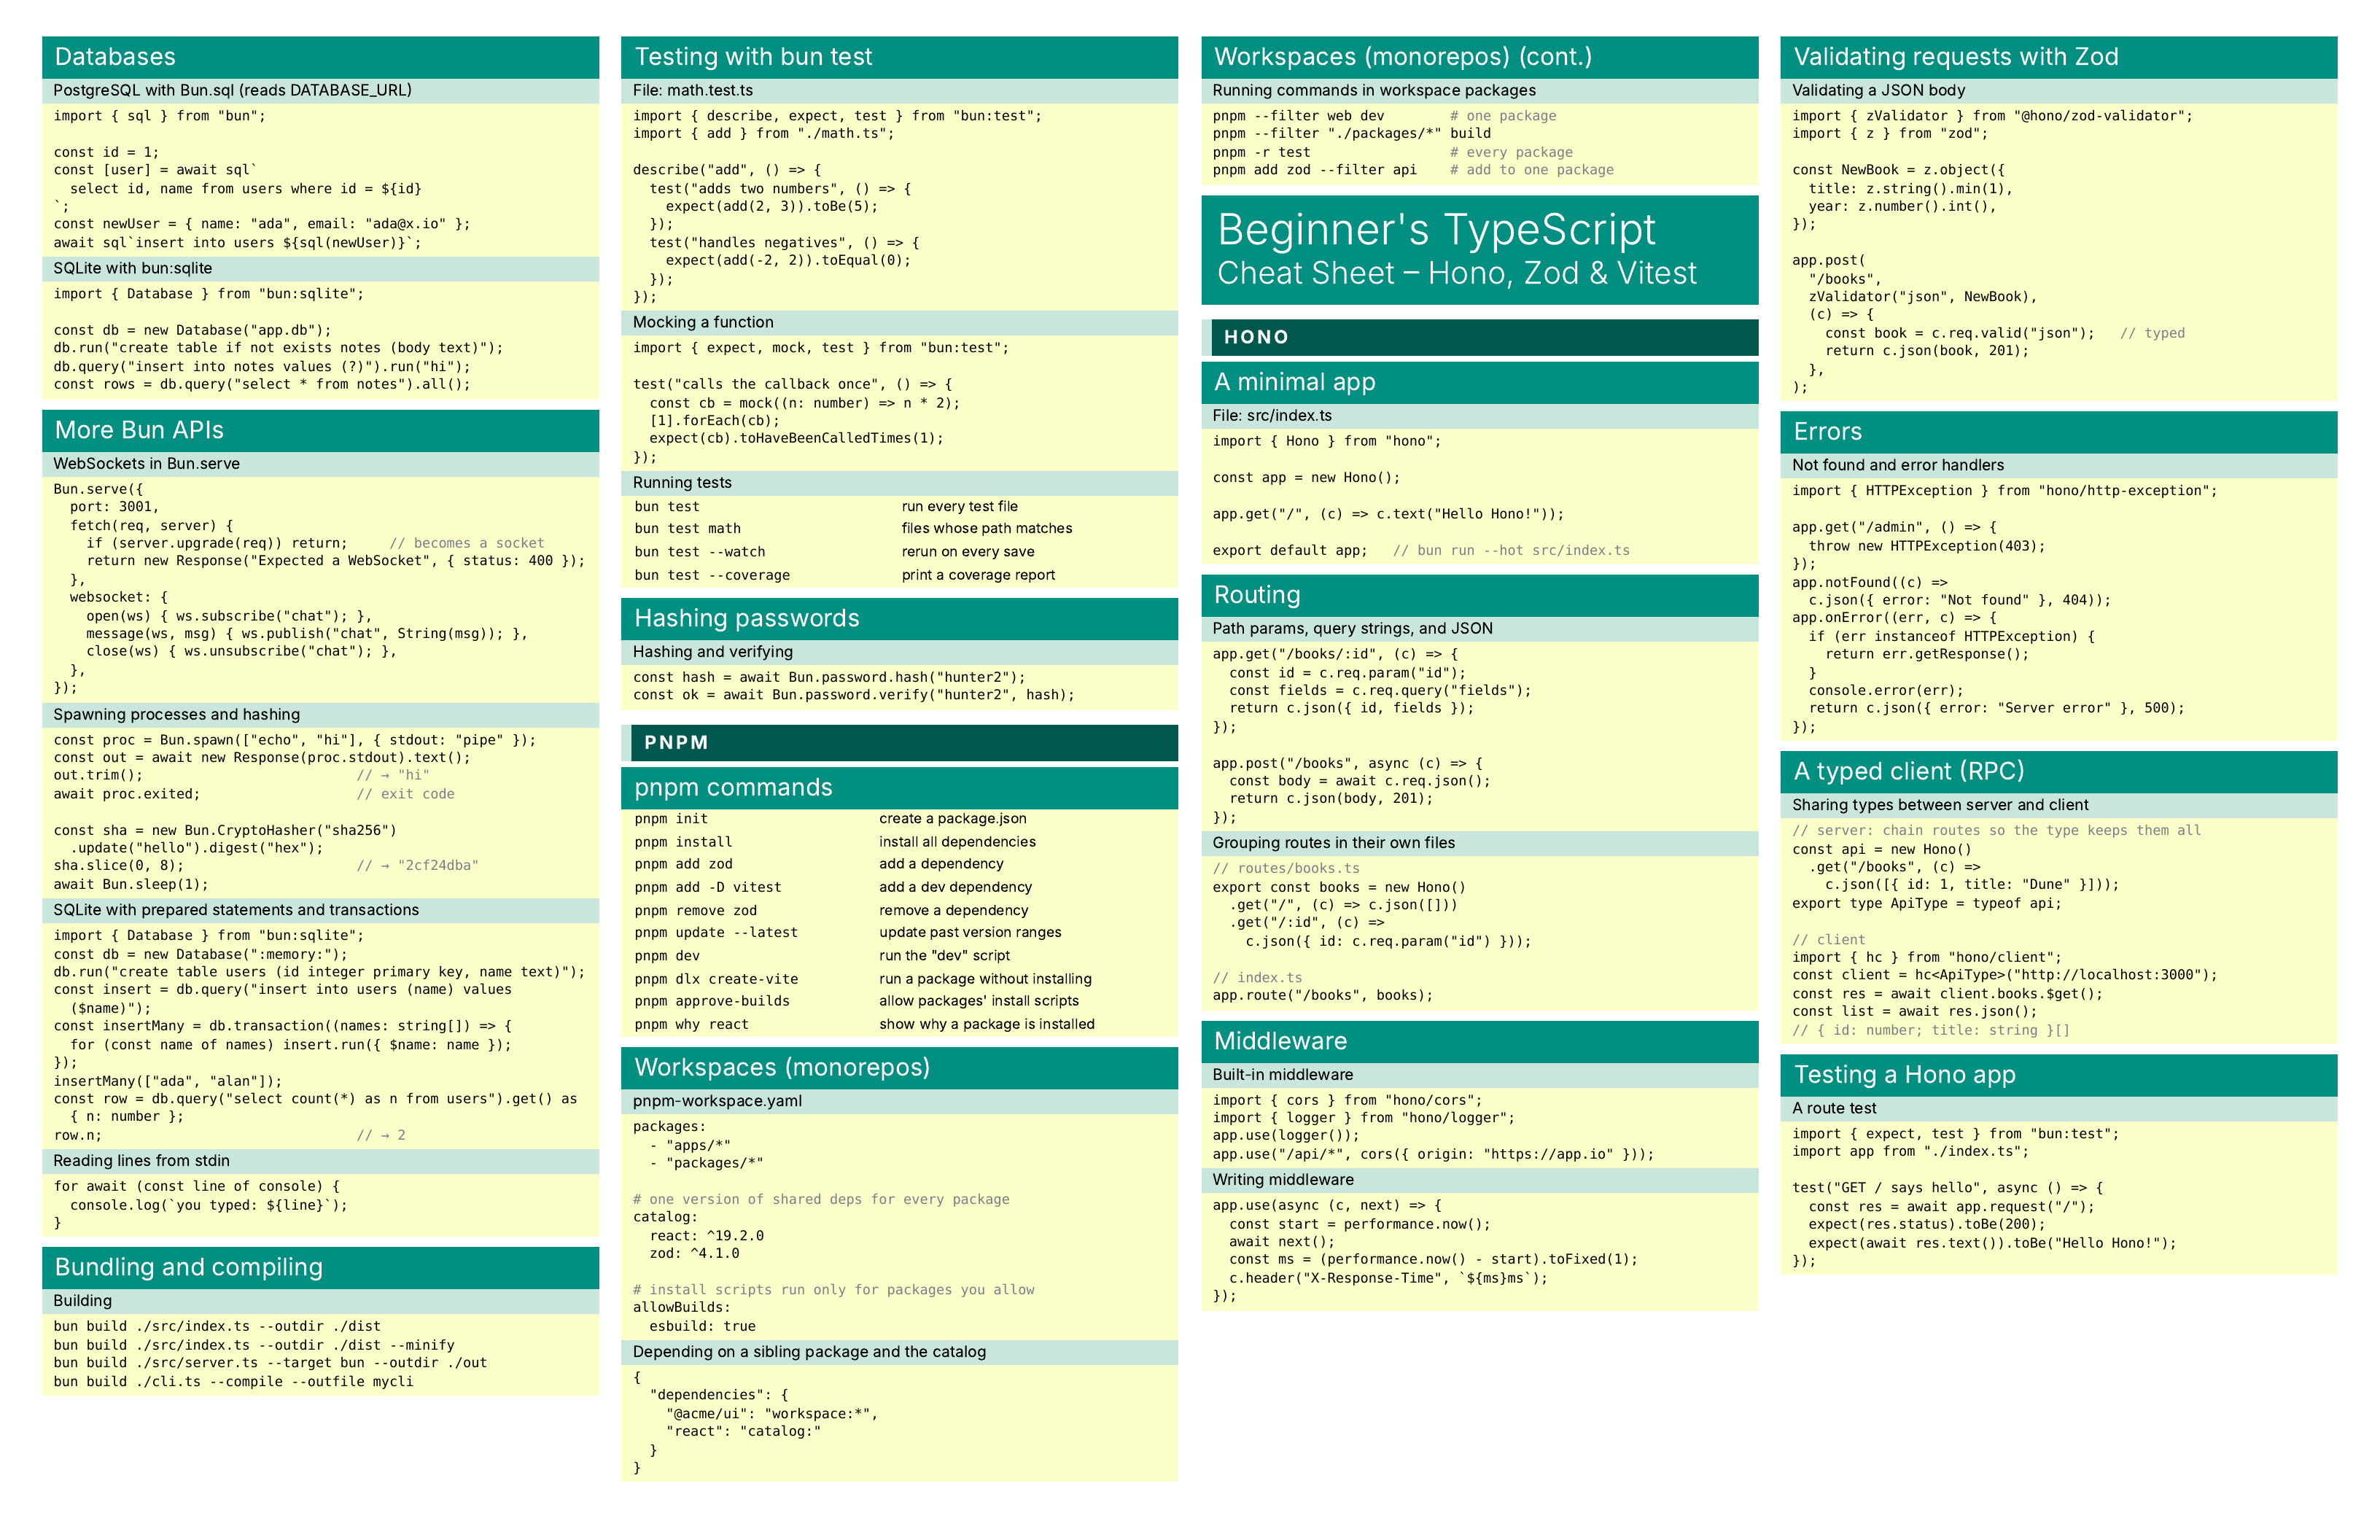 Databases
PostgreSQL with Bun.sql (reads DATABASE_URL)
import { sql } from "bun";

const id = 1;
const [user] = await sql`
  select id, name from users where id = ${id}
`;
const newUser = { name: "ada", email: "ada@x.io" };
await sql`insert into users ${sql(newUser)}`;
SQLite with bun:sqlite
import { Database } from "bun:sqlite";

const db = new Database("app.db");
db.run("create table if not exists notes (body text)");
db.query("insert into notes values (?)").run("hi");
const rows = db.query("select * from notes").all();
More Bun APIs
WebSockets in Bun.serve
Bun.serve({
  port: 3001,
  fetch(req, server) {
    if (server.upgrade(req)) return;     // becomes a socket
    return new Response("Expected a WebSocket", { status: 400 });
  },
  websocket: {
    open(ws) { ws.subscribe("chat"); },
    message(ws, msg) { ws.publish("chat", String(msg)); },
    close(ws) { ws.unsubscribe("chat"); },
  },
});
Spawning processes and hashing
const proc = Bun.spawn(["echo", "hi"], { stdout: "pipe" });
const out = await new Response(proc.stdout).text();
out.trim();                          // → "hi"
await proc.exited;                   // exit code

const sha = new Bun.CryptoHasher("sha256")
  .update("hello").digest("hex");
sha.slice(0, 8);                     // → "2cf24dba"
await Bun.sleep(1);
SQLite with prepared statements and transactions
import { Database } from "bun:sqlite";
const db = new Database(":memory:");
db.run("create table users (id integer primary key, name text)");
const insert = db.query("insert into users (name) values
  ($name)");
const insertMany = db.transaction((names: string[]) => {
  for (const name of names) insert.run({ $name: name });
});
insertMany(["ada", "alan"]);
const row = db.query("select count(*) as n from users").get() as
  { n: number };
row.n;                               // → 2
Reading lines from stdin
for await (const line of console) {
  console.log(`you typed: ${line}`);
}
Bundling and compiling
Building
bun build ./src/index.ts --outdir ./dist
bun build ./src/index.ts --outdir ./dist --minify
bun build ./src/server.ts --target bun --outdir ./out
bun build ./cli.ts --compile --outfile mycli
Testing with bun test
File: math.test.ts
import { describe, expect, test } from "bun:test";
import { add } from "./math.ts";

describe("add", () => {
  test("adds two numbers", () => {
    expect(add(2, 3)).toBe(5);
  });
  test("handles negatives", () => {
    expect(add(-2, 2)).toEqual(0);
  });
});
Mocking a function
import { expect, mock, test } from "bun:test";

test("calls the callback once", () => {
  const cb = mock((n: number) => n * 2);
  [1].forEach(cb);
  expect(cb).toHaveBeenCalledTimes(1);
});
Running tests
bun test    run every test file
bun test math    files whose path matches
bun test --watch    rerun on every save
bun test --coverage    print a coverage report
Hashing passwords
Hashing and verifying
const hash = await Bun.password.hash("hunter2");
const ok = await Bun.password.verify("hunter2", hash);
PNPM
pnpm commands
pnpm init    create a package.json
pnpm install    install all dependencies
pnpm add zod    add a dependency
pnpm add -D vitest    add a dev dependency
pnpm remove zod    remove a dependency
pnpm update --latest    update past version ranges
pnpm dev    run the "dev" script
pnpm dlx create-vite    run a package without installing
pnpm approve-builds    allow packages' install scripts
pnpm why react    show why a package is installed
Workspaces (monorepos)
pnpm-workspace.yaml
packages:
  - "apps/*"
  - "packages/*"

# one version of shared deps for every package
catalog:
  react: ^19.2.0
  zod: ^4.1.0

# install scripts run only for packages you allow
allowBuilds:
  esbuild: true
Depending on a sibling package and the catalog
{
  "dependencies": {
    "@acme/ui": "workspace:*",
    "react": "catalog:"
  }
}
Workspaces (monorepos) (cont.)
Running commands in workspace packages
pnpm --filter web dev        # one package
pnpm --filter "./packages/*" build
pnpm -r test                 # every package
pnpm add zod --filter api    # add to one package
Beginner's TypeScript
Cheat Sheet – Hono, Zod & Vitest
HONO
A minimal app
File: src/index.ts
import { Hono } from "hono";

const app = new Hono();

app.get("/", (c) => c.text("Hello Hono!"));

export default app;   // bun run --hot src/index.ts
Routing
Path params, query strings, and JSON
app.get("/books/:id", (c) => {
  const id = c.req.param("id");
  const fields = c.req.query("fields");
  return c.json({ id, fields });
});

app.post("/books", async (c) => {
  const body = await c.req.json();
  return c.json(body, 201);
});
Grouping routes in their own files
// routes/books.ts
export const books = new Hono()
  .get("/", (c) => c.json([]))
  .get("/:id", (c) =>
    c.json({ id: c.req.param("id") }));

// index.ts
app.route("/books", books);
Middleware
Built-in middleware
import { cors } from "hono/cors";
import { logger } from "hono/logger";
app.use(logger());
app.use("/api/*", cors({ origin: "https://app.io" }));
Writing middleware
app.use(async (c, next) => {
  const start = performance.now();
  await next();
  const ms = (performance.now() - start).toFixed(1);
  c.header("X-Response-Time", `${ms}ms`);
});
Validating requests with Zod
Validating a JSON body
import { zValidator } from "@hono/zod-validator";
import { z } from "zod";

const NewBook = z.object({
  title: z.string().min(1),
  year: z.number().int(),
});

app.post(
  "/books",
  zValidator("json", NewBook),
  (c) => {
    const book = c.req.valid("json");   // typed
    return c.json(book, 201);
  },
);
Errors
Not found and error handlers
import { HTTPException } from "hono/http-exception";

app.get("/admin", () => {
  throw new HTTPException(403);
});
app.notFound((c) =>
  c.json({ error: "Not found" }, 404));
app.onError((err, c) => {
  if (err instanceof HTTPException) {
    return err.getResponse();
  }
  console.error(err);
  return c.json({ error: "Server error" }, 500);
});
A typed client (RPC)
Sharing types between server and client
// server: chain routes so the type keeps them all
const api = new Hono()
  .get("/books", (c) =>
    c.json([{ id: 1, title: "Dune" }]));
export type ApiType = typeof api;

// client
import { hc } from "hono/client";
const client = hc<ApiType>("http://localhost:3000");
const res = await client.books.$get();
const list = await res.json();
// { id: number; title: string }[]
Testing a Hono app
A route test
import { expect, test } from "bun:test";
import app from "./index.ts";

test("GET / says hello", async () => {
  const res = await app.request("/");
  expect(res.status).toBe(200);
  expect(await res.text()).toBe("Hello Hono!");
});